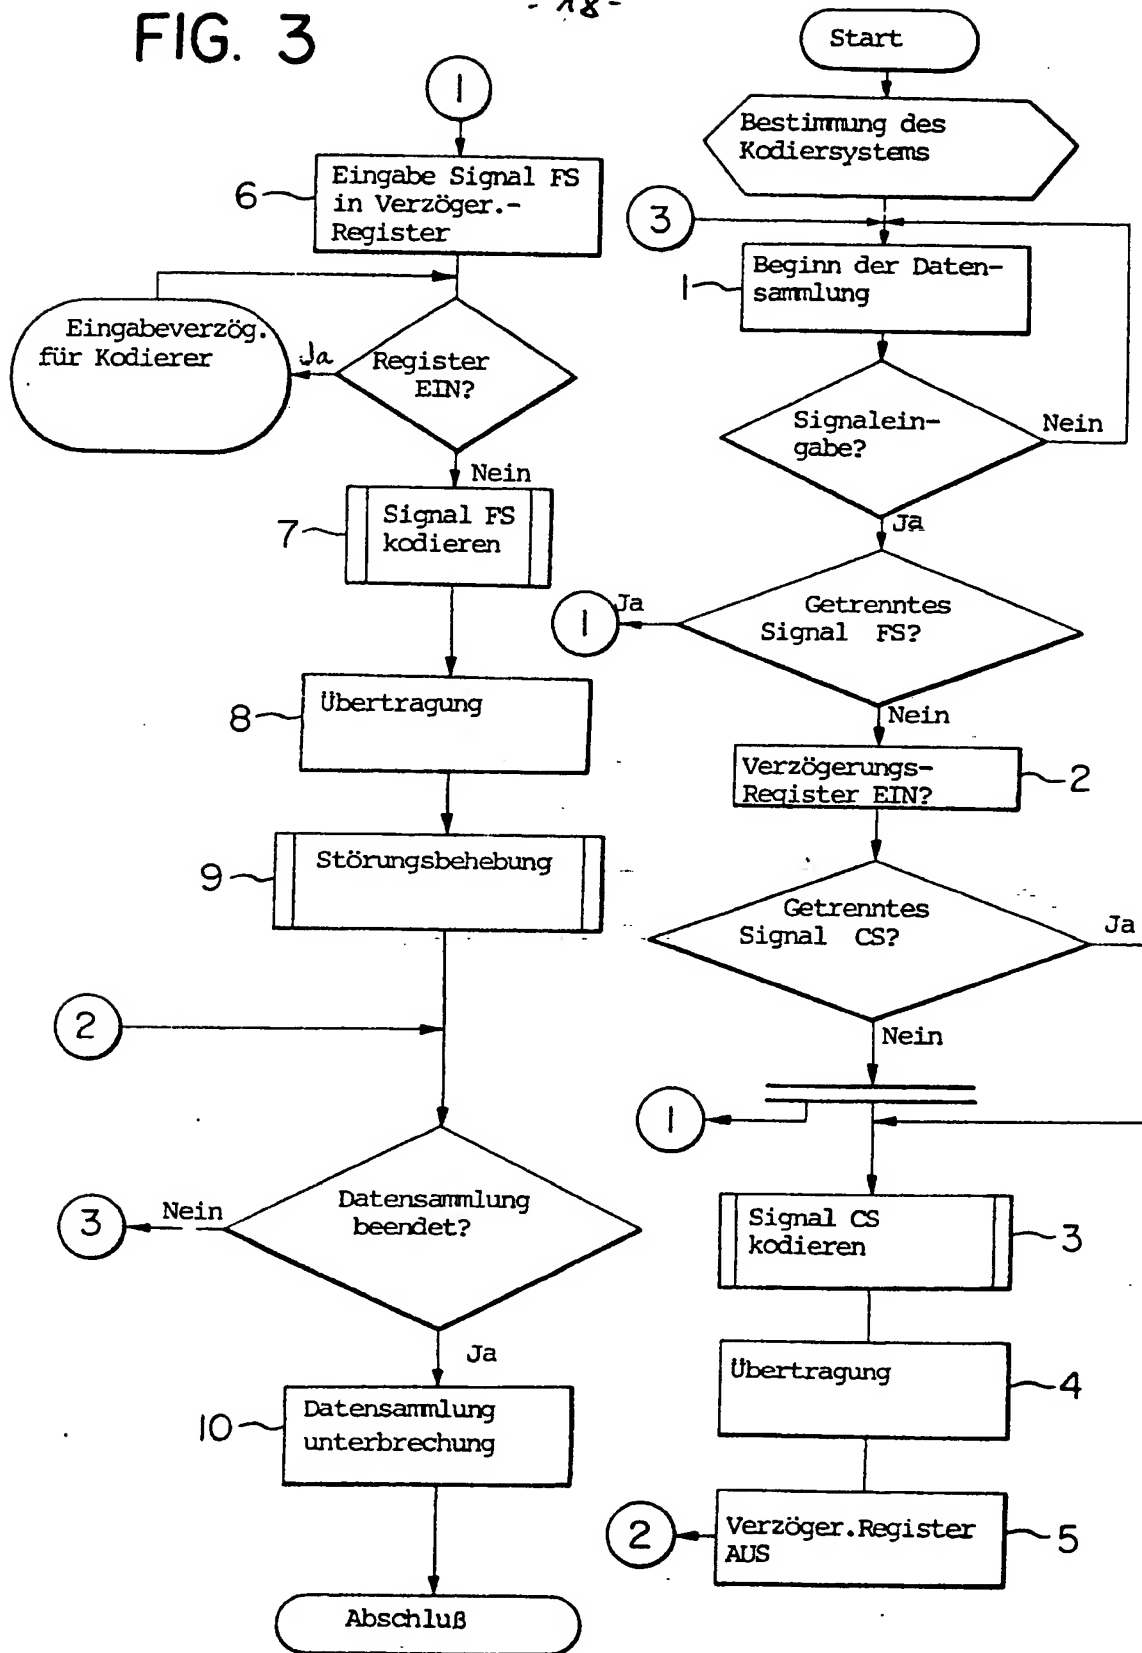 - 18 -
FIG. 3
Start
Bestimmung des
Kodiersystems
3
1
Beginn der Daten-
sammlung
Signalein-
gabe?
Nein
Ja
Getrenntes
Signal FS?
Ja
1
Nein
Verzögerungs-
Register EIN?
2
Getrenntes
Signal CS?
Ja
Nein
1
Signal CS
kodieren
3
Übertragung
4
Verzöger.Register
AUS
5
2
1
6
Eingabe Signal FS
in Verzöger.-
Register
Eingabeverzög.
für Kodierer
Ja
Register
EIN?
Nein
7
Signal FS
kodieren
8
Übertragung
9
Störungsbehebung
2
Datensammlung
beendet?
Nein
3
Ja
10
Datensammlung
unterbrechung
Abschluß